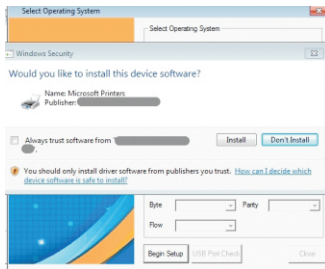 Select Operating System
Select Operating System
Windows Security
Would you like to install this device software?
Name: Microsoft Printers
Publisher:
Always trust software from "
Install
Don't Install
You should only install driver software from publishers you trust. How can I decide which
device software is safe to install?
Byte
Parity
Flow
Begin Setup
USB Port Check
Close